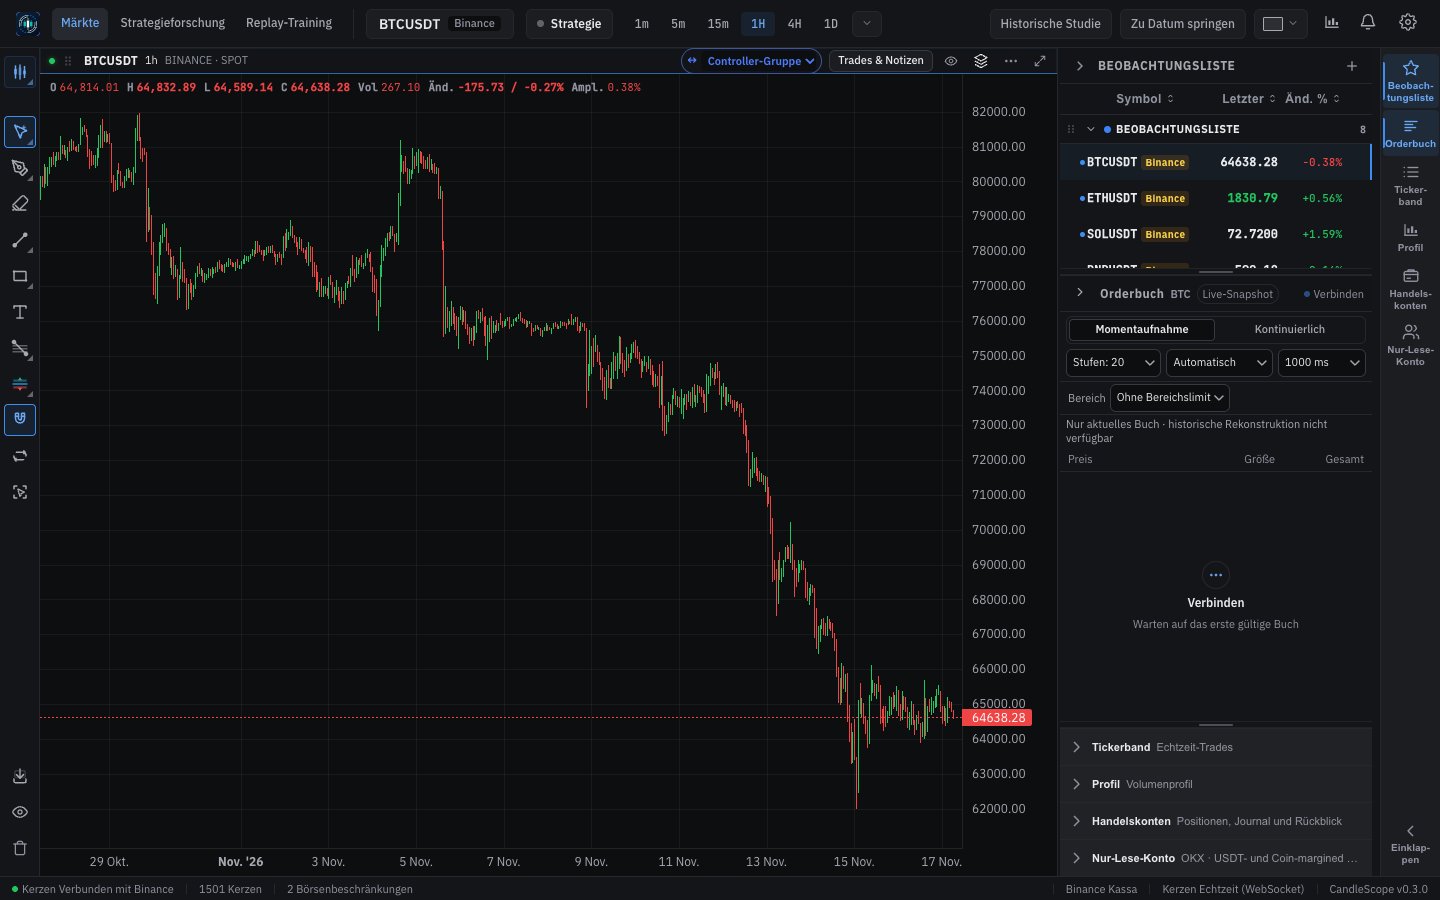 Märkte Strategieforschung Replay-Training BTCUSDT Binance Strategie 1m 5m 15m 1H 4H 1D Historische Studie Zu Datum springen
BTCUSDT 1h BINANCE · SPOT Controller-Gruppe Trades & Notizen
O 64,814.01 H 64,832.89 L 64,589.14 C 64,638.28 Vol 267.10 Änd. -175.73 / -0.27% Ampl. 0.38%
82000.00
81000.00
80000.00
79000.00
78000.00
77000.00
76000.00
75000.00
74000.00
73000.00
72000.00
71000.00
70000.00
69000.00
68000.00
67000.00
66000.00
65000.00
64638.28
64000.00
63000.00
62000.00
29 Okt. Nov. '26 3 Nov. 5 Nov. 7 Nov. 9 Nov. 11 Nov. 13 Nov. 15 Nov. 17 Nov.
BEOBACHTUNGSLISTE
Symbol Letzter Änd. %
BEOBACHTUNGSLISTE 8
BTCUSDT Binance 64638.28 -0.38%
ETHUSDT Binance 1830.79 +0.56%
SOLUSDT Binance 72.7200 +1.59%
Orderbuch BTC Live-Snapshot Verbinden
Momentaufnahme Kontinuierlich
Stufen: 20 Automatisch 1000 ms
Bereich Ohne Bereichslimit
Nur aktuelles Buch · historische Rekonstruktion nicht
verfügbar
Preis Größe Gesamt
Verbinden
Warten auf das erste gültige Buch
Tickerband Echtzeit-Trades
Profil Volumenprofil
Handelskonten Positionen, Journal und Rückblick
Nur-Lese-Konto OKX · USDT- und Coin-margined ...
Beobach-
tungsliste
Orderbuch
Ticker-
band
Profil
Handels-
konten
Nur-Lese-
Konto
Einklap-
pen
Kerzen Verbunden mit Binance 1501 Kerzen 2 Börsenbeschränkungen Binance Kassa Kerzen Echtzeit (WebSocket) CandleScope v0.3.0